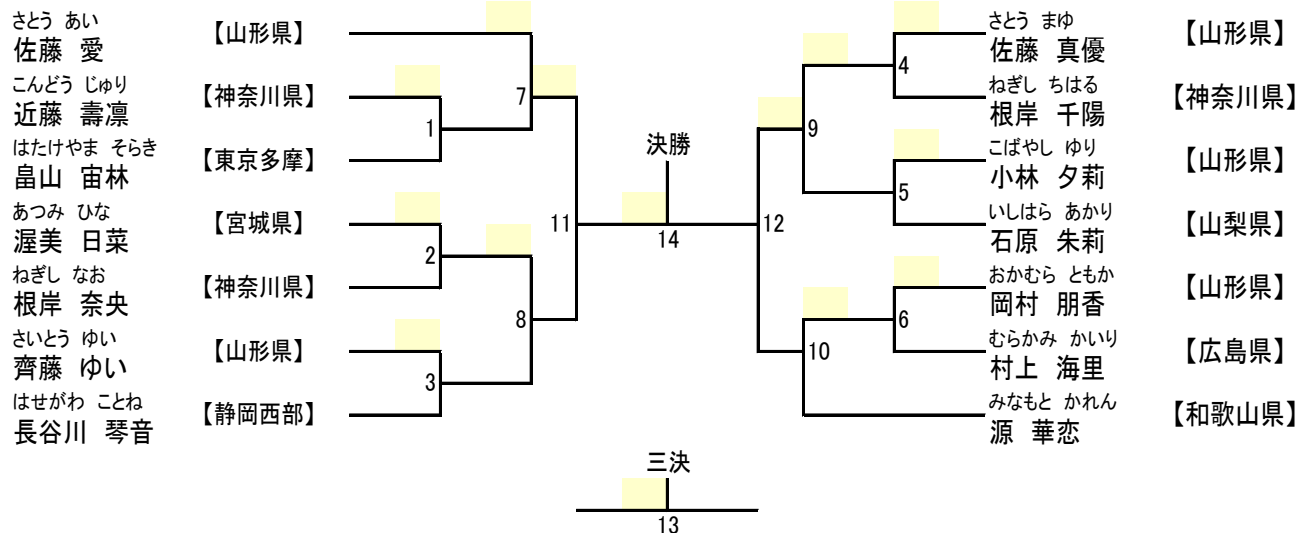 さとう あい
佐藤 愛 【山形県】
こんどう じゅり
近藤 壽凛 【神奈川県】
はたけやま そらき
畠山 宙林 【東京多摩】
あつみ ひな
渥美 日菜 【宮城県】
ねぎし なお
根岸 奈央 【神奈川県】
さいとう ゆい
齊藤 ゆい 【山形県】
はせがわ ことね
長谷川 琴音 【静岡西部】
1
2
3
7
8
11
決勝
14
三決
13
12
9
10
4
5
6
さとう まゆ
佐藤 真優 【山形県】
ねぎし ちはる
根岸 千陽 【神奈川県】
こばやし ゆり
小林 夕莉 【山形県】
いしはら あかり
石原 朱莉 【山梨県】
おかむら ともか
岡村 朋香 【山形県】
むらかみ かいり
村上 海里 【広島県】
みなもと かれん
源 華恋 【和歌山県】